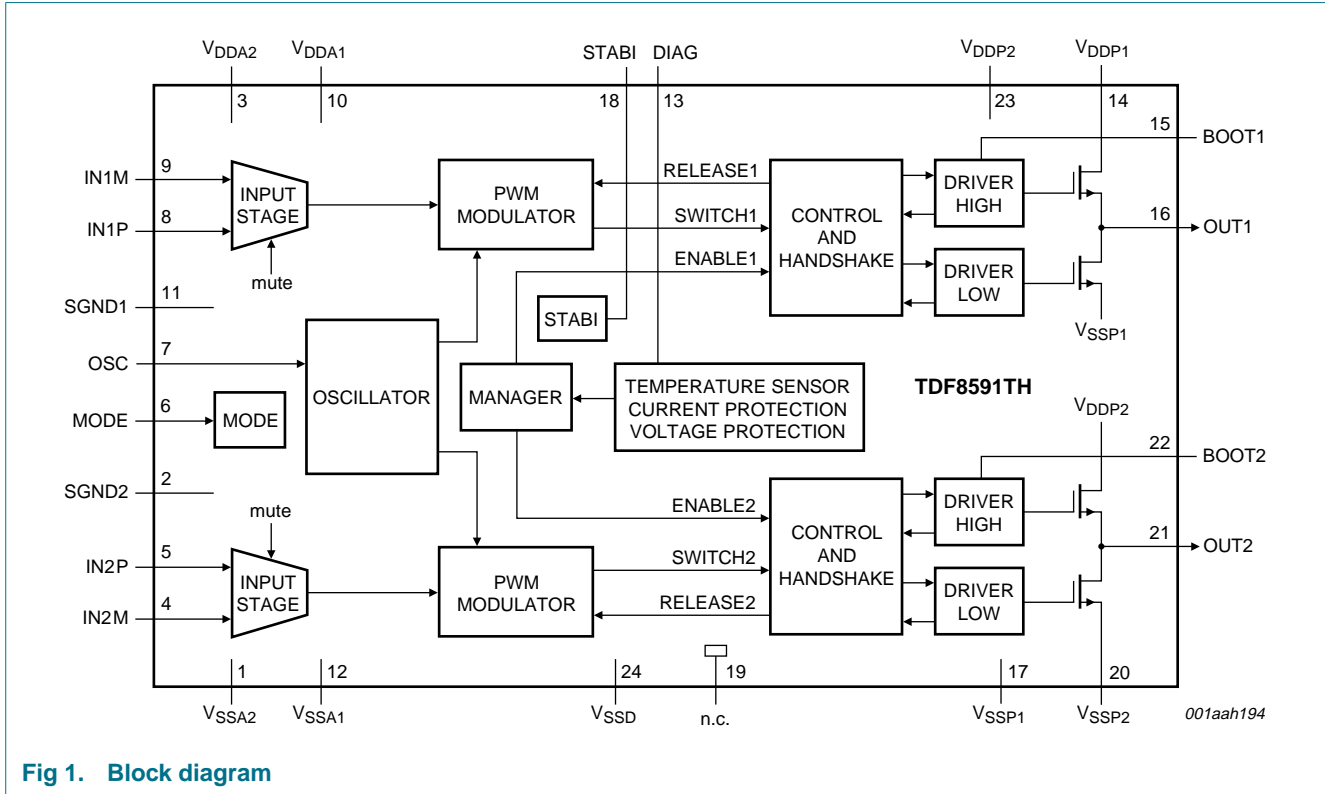 VDDA2
VDDA1
STABI
DIAG
VDDP2
VDDP1
3
10
18
13
23
14
15
BOOT1
IN1M
9
INPUT
STAGE
PWM
MODULATOR
RELEASE1
CONTROL
AND
HANDSHAKE
DRIVER
HIGH
IN1P
8
SWITCH1
16
OUT1
mute
ENABLE1
DRIVER
LOW
SGND1
11
STABI
VSSP1
OSC
7
OSCILLATOR
MANAGER
TEMPERATURE SENSOR
CURRENT PROTECTION
VOLTAGE PROTECTION
TDF8591TH
MODE
6
MODE
VDDP2
22
BOOT2
SGND2
2
mute
ENABLE2
CONTROL
AND
HANDSHAKE
DRIVER
HIGH
IN2P
5
INPUT
STAGE
PWM
MODULATOR
SWITCH2
21
OUT2
IN2M
4
RELEASE2
DRIVER
LOW
1
12
24
19
17
20
VSSA2
VSSA1
VSSD
n.c.
VSSP1
VSSP2
001aah194
Fig 1. Block diagram